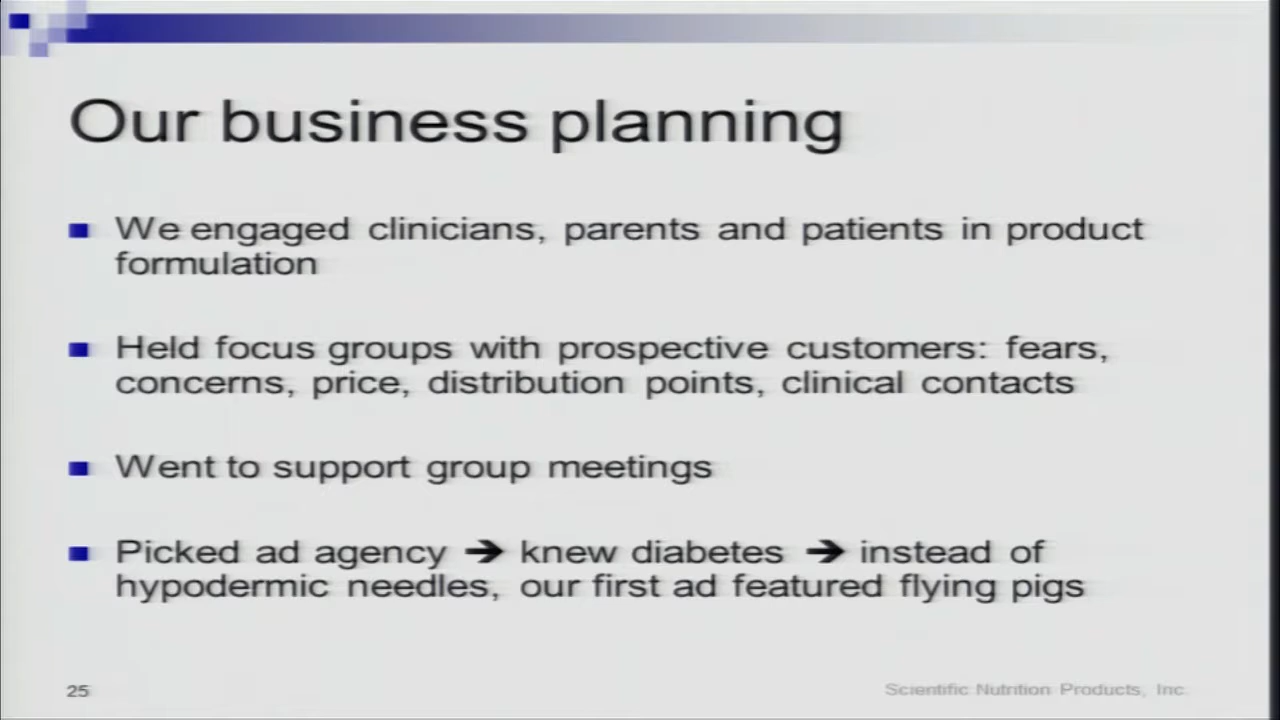 Our business planning
We engaged clinicians, parents and patients in product
formulation
Held focus groups with prospective customers: fears,
concerns, price, distribution points, clinical contacts
Went to support group meetings
Picked ad agency ➔ knew diabetes ➔ instead of
hypodermic needles, our first ad featured flying pigs
25
Scientific Nutrition Products, Inc.